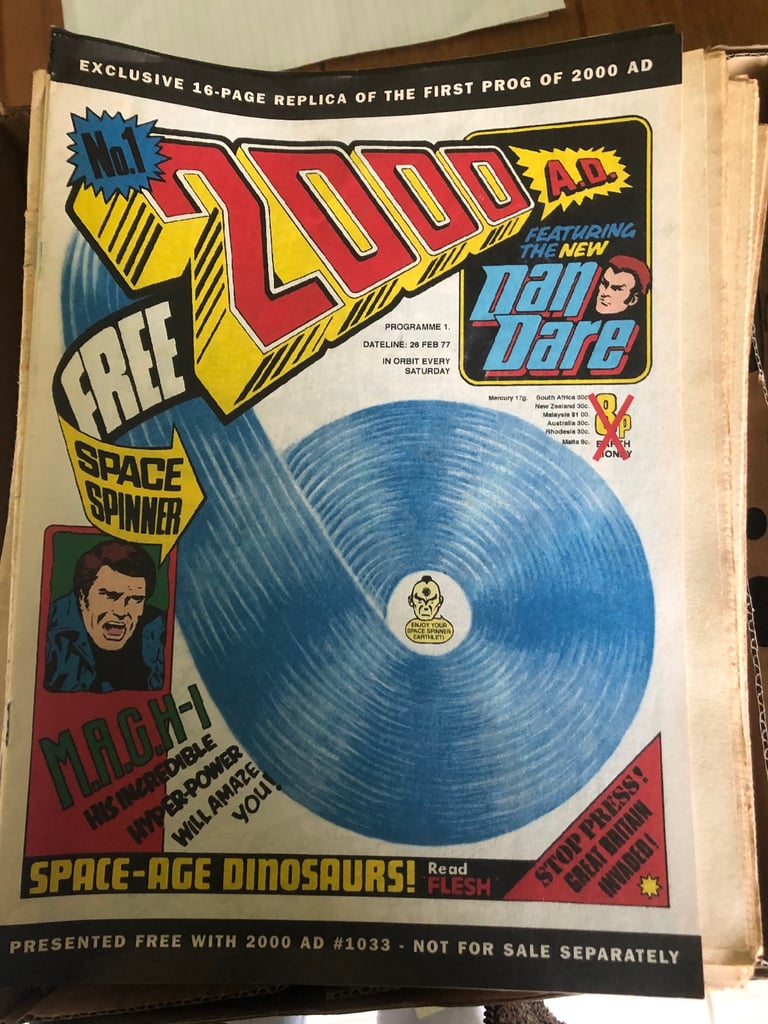 EXCLUSIVE 16-PAGE REPLICA OF THE FIRST PROG OF 2000 AD
No.1
2000
A.D.
FEATURING
THE NEW
Dan
Dare
PROGRAMME 1.
DATELINE: 26 FEB 77
IN ORBIT EVERY
SATURDAY
FREE
SPACE
SPINNER
Mercury 17g.
South Africa 30c.
New Zealand 30c.
Malaysia $1 00.
Australia 30c.
Rhodesia 30c.
Malta 9c.
8p
EARTH
MONEY
ENJOY YOUR
SPACE SPINNER
EARTHLET!
M.A.C.H-1
HIS INCREDIBLE
HYPER-POWER
WILL AMAZE
YOU!
STOP PRESS!
GREAT BRITAIN
INVADED!
SPACE-AGE DINOSAURS!
Read
FLESH
PRESENTED FREE WITH 2000 AD #1033 - NOT FOR SALE SEPARATELY